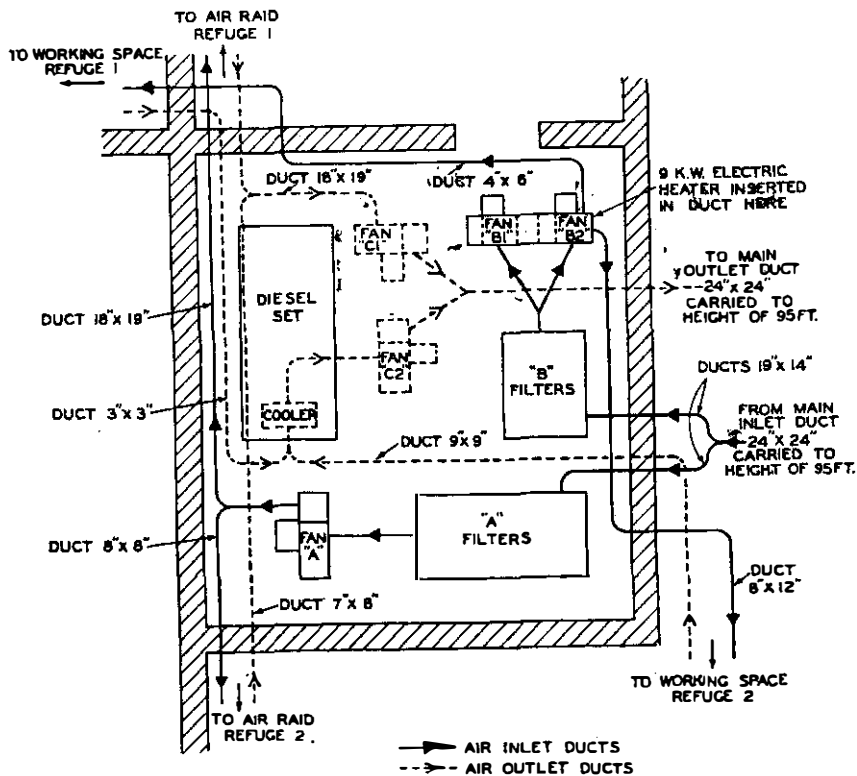 TO AIR RAID
REFUGE 1
TO WORKING SPACE
REFUGE 1
DUCT 18"X 19"
DUCT 4"X 6"
9 K.W. ELECTRIC
HEATER INSERTED
IN DUCT HERE
FAN
"C1"
FAN
"B1"
FAN
"B2"
TO MAIN
OUTLET DUCT
24"X 24"
CARRIED TO
HEIGHT OF 95FT.
DIESEL
SET
DUCT 18"X 19"
FAN
C2"
"B"
FILTERS
DUCTS 19"X 14"
DUCT 3"X 3"
COOLER
FROM MAIN
INLET DUCT
24"X 24"
CARRIED TO
HEIGHT OF 95FT.
DUCT 9"X9"
"A"
FILTERS
FAN
"A"
DUCT 8"X 8"
DUCT 7"X 8"
DUCT
8"X 12"
TO WORKING SPACE
REFUGE 2
TO AIR RAID
REFUGE 2
AIR INLET DUCTS
AIR OUTLET DUCTS